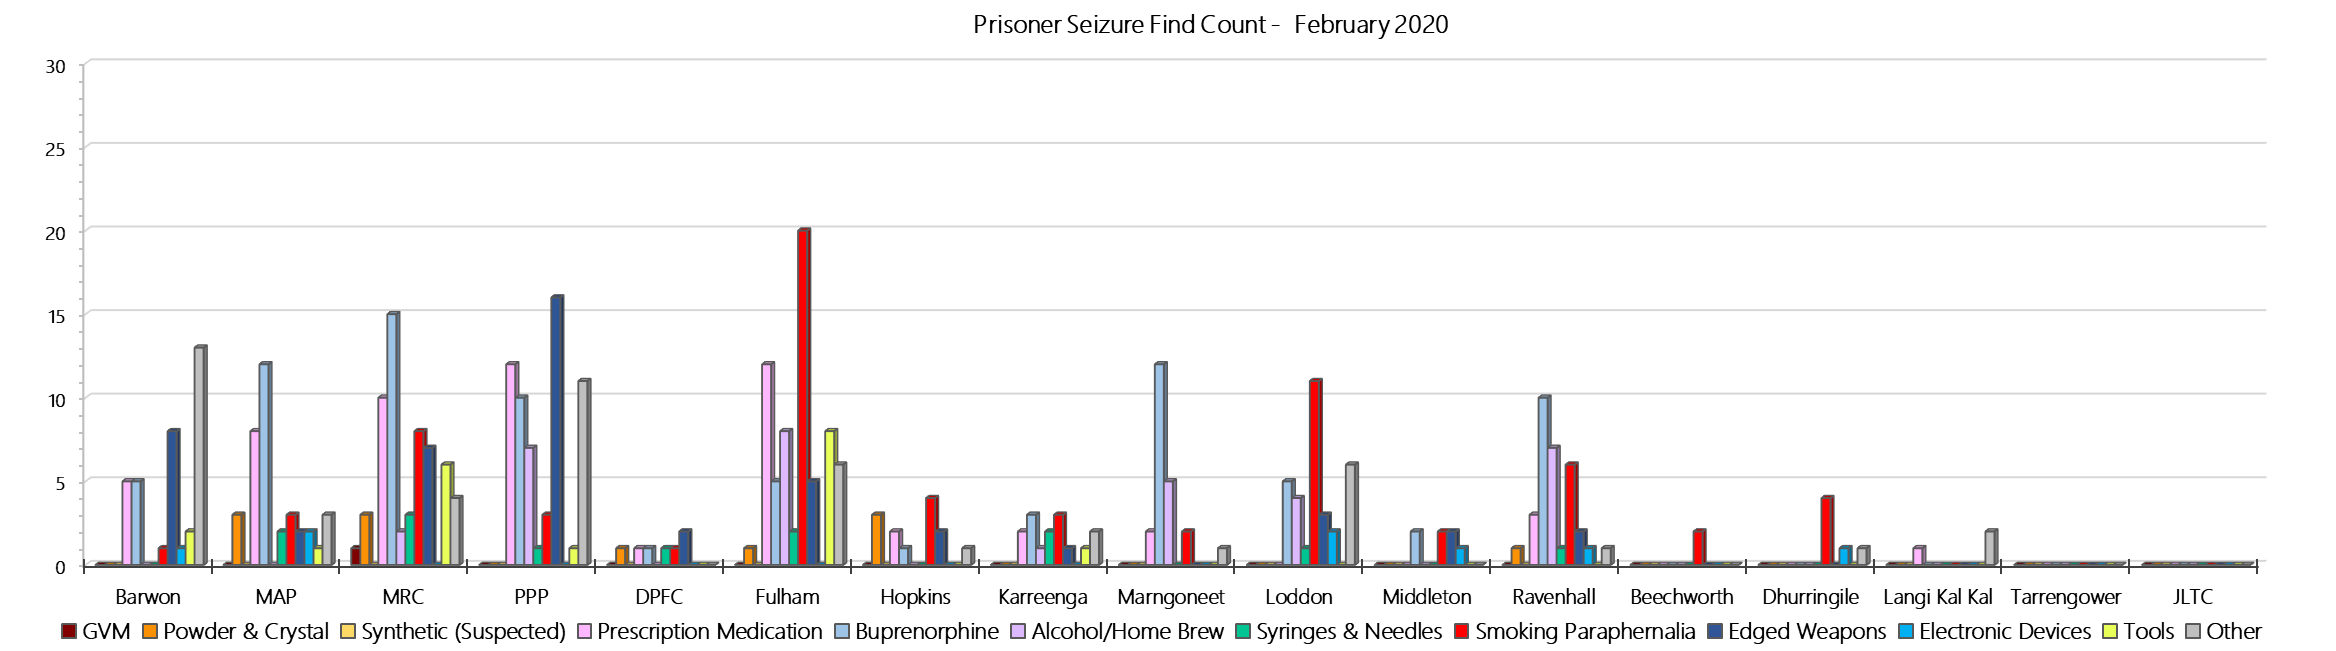 Prisoner Seizure Find Count - February 2020
30
25
20
15
10
5
0
Barwon MAP MRC PPP DPFC Fulham Hopkins Karreenga Marngoneet Loddon Middleton Ravenhall Beechworth Dhurringile Langi Kal Kal Tarrengower JLTC
GVM Powder & Crystal Synthetic (Suspected) Prescription Medication Buprenorphine Alcohol/Home Brew Syringes & Needles Smoking Paraphernalia Edged Weapons Electronic Devices Tools Other